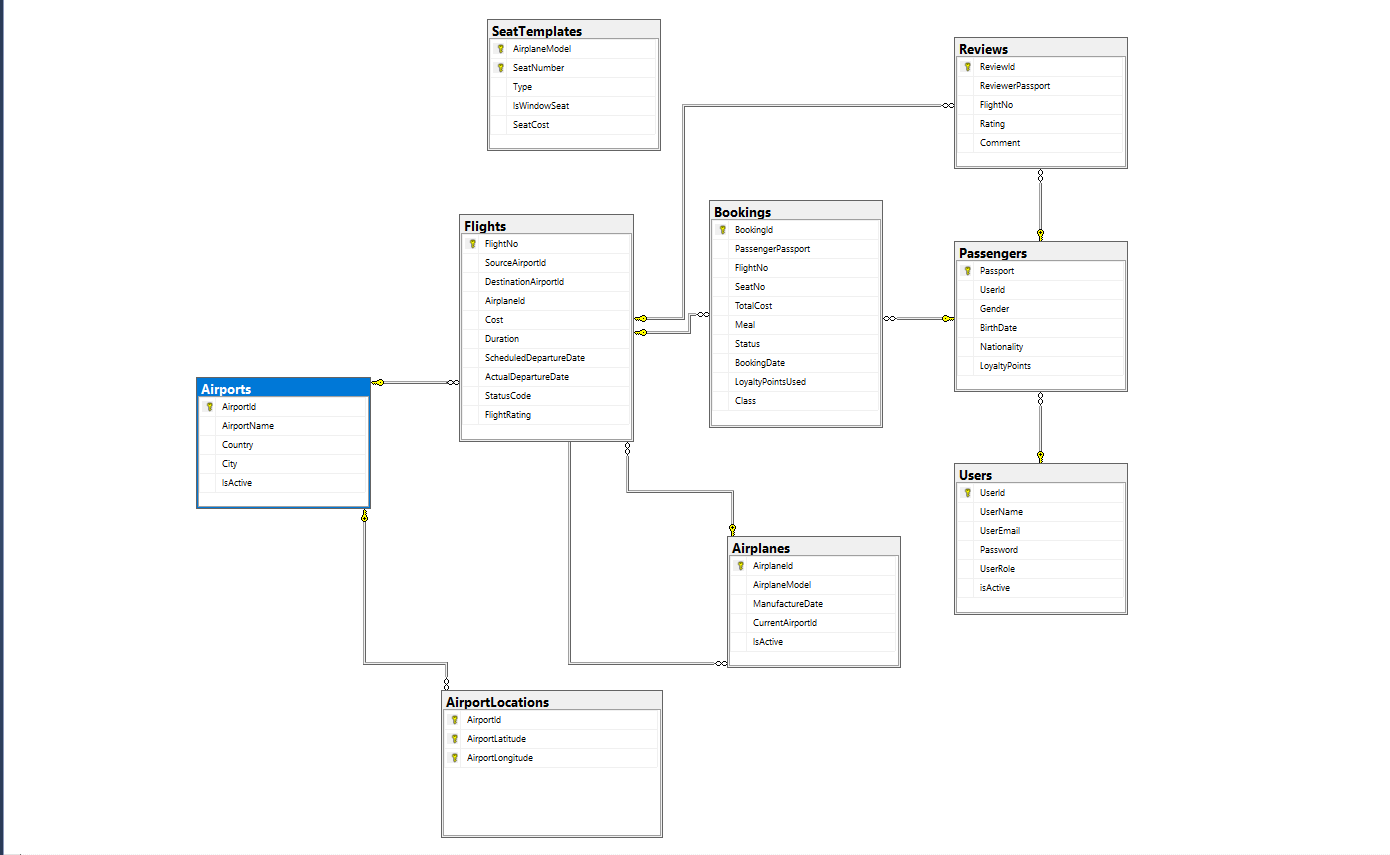 SeatTemplates
AirplaneModel
SeatNumber
Type
IsWindowSeat
SeatCost
Reviews
ReviewId
ReviewerPassport
FlightNo
Rating
Comment
Flights
FlightNo
SourceAirportId
DestinationAirportId
AirplaneId
Cost
Duration
ScheduledDepartureDate
ActualDepartureDate
StatusCode
FlightRating
Bookings
BookingId
PassengerPassport
FlightNo
SeatNo
TotalCost
Meal
Status
BookingDate
LoyaltyPointsUsed
Class
Passengers
Passport
UserId
Gender
BirthDate
Nationality
LoyaltyPoints
Airports
AirportId
AirportName
Country
City
IsActive
Users
UserId
UserName
UserEmail
Password
UserRole
isActive
Airplanes
AirplaneId
AirplaneModel
ManufactureDate
CurrentAirportId
IsActive
AirportLocations
AirportId
AirportLatitude
AirportLongitude